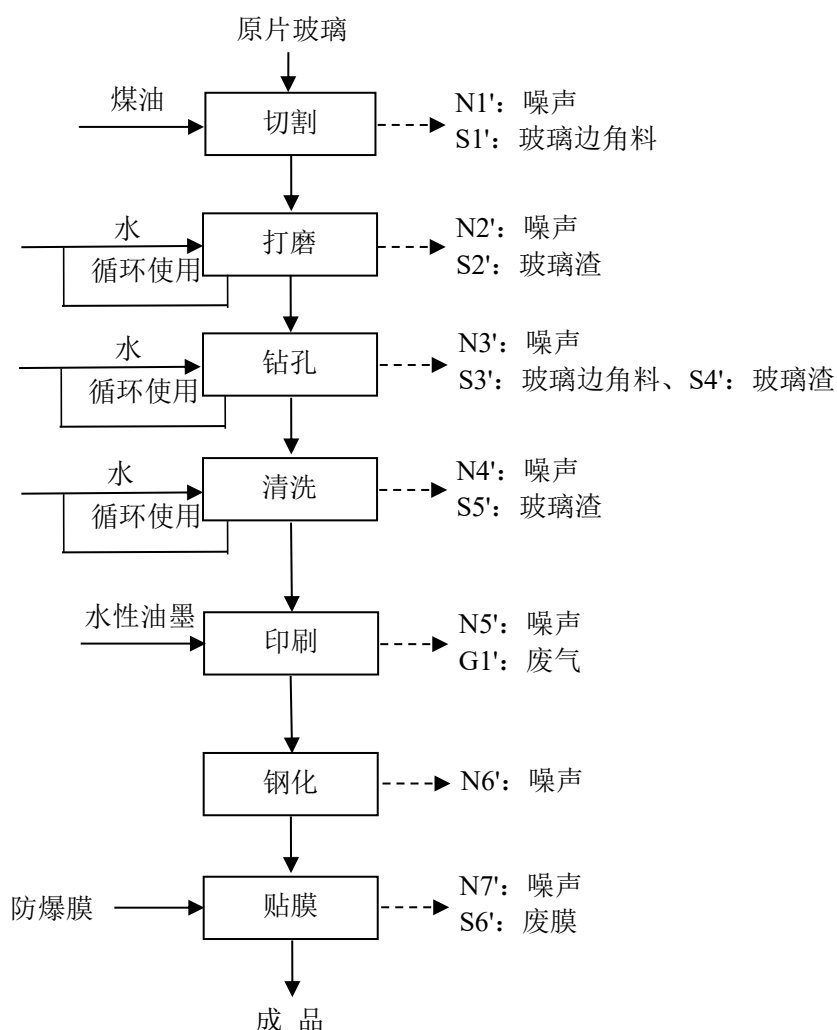 原片玻璃
煤油
切割
N1'：噪声
S1'：玻璃边角料
水
循环使用
打磨
N2'：噪声
S2'：玻璃渣
水
循环使用
钻孔
N3'：噪声
S3'：玻璃边角料、S4'：玻璃渣
水
循环使用
清洗
N4'：噪声
S5'：玻璃渣
水性油墨
印刷
N5'：噪声
G1'：废气
钢化
N6'：噪声
防爆膜
贴膜
N7'：噪声
S6'：废膜
成 品